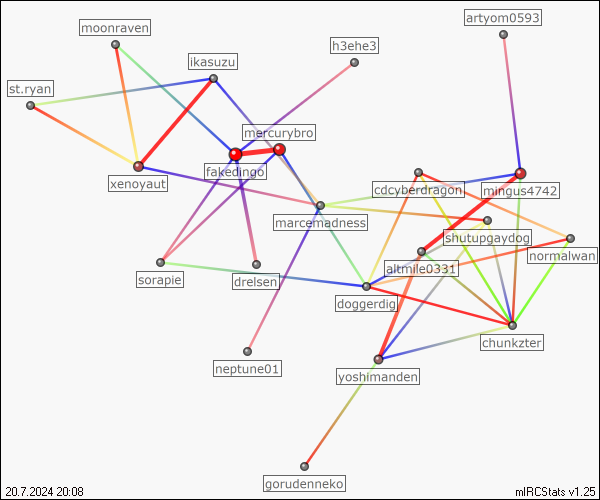 artyom0593
moonraven
h3ehe3
ikasuzu
st.ryan
mercurybro
fakedingo
xenoyaut
cdcyberdragon
mingus4742
marcemadness
shutupgaydog
normalwan
altmile0331
sorapie
drelsen
doggerdig
chunkzter
neptune01
yoshimanden
gorudenneko
20.7.2024 20:08
mIRCStats v1.25